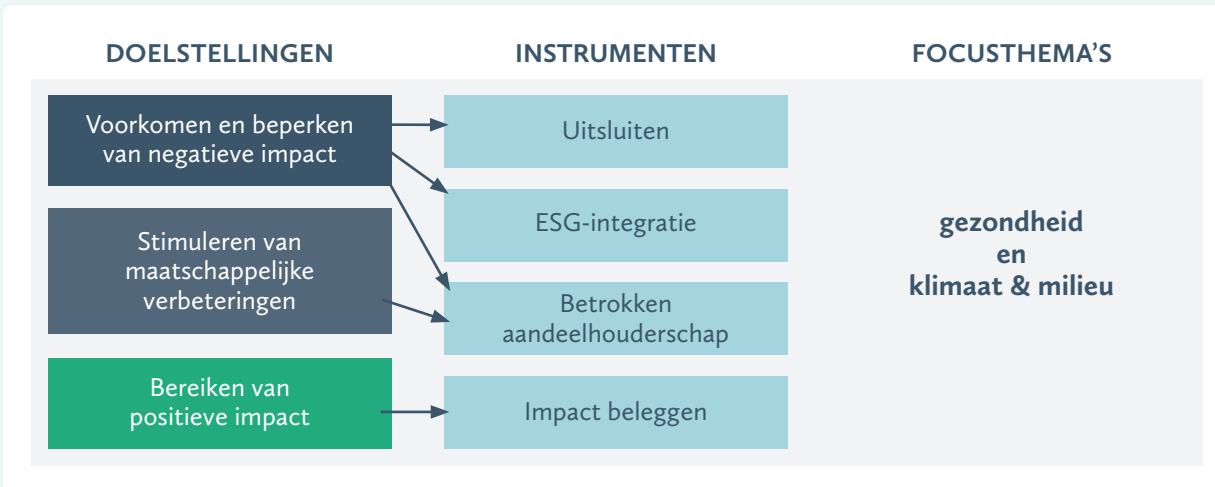 DOELSTELLINGEN
INSTRUMENTEN
FOCUSTHEMA'S
Voorkomen en beperken
van negatieve impact
Stimuleren van
maatschappelijke
verbeteringen
Bereiken van
positieve impact
Uitsluiten
ESG-integratie
Betrokken
aandeelhouderschap
Impact beleggen
gezondheid
en
klimaat & milieu